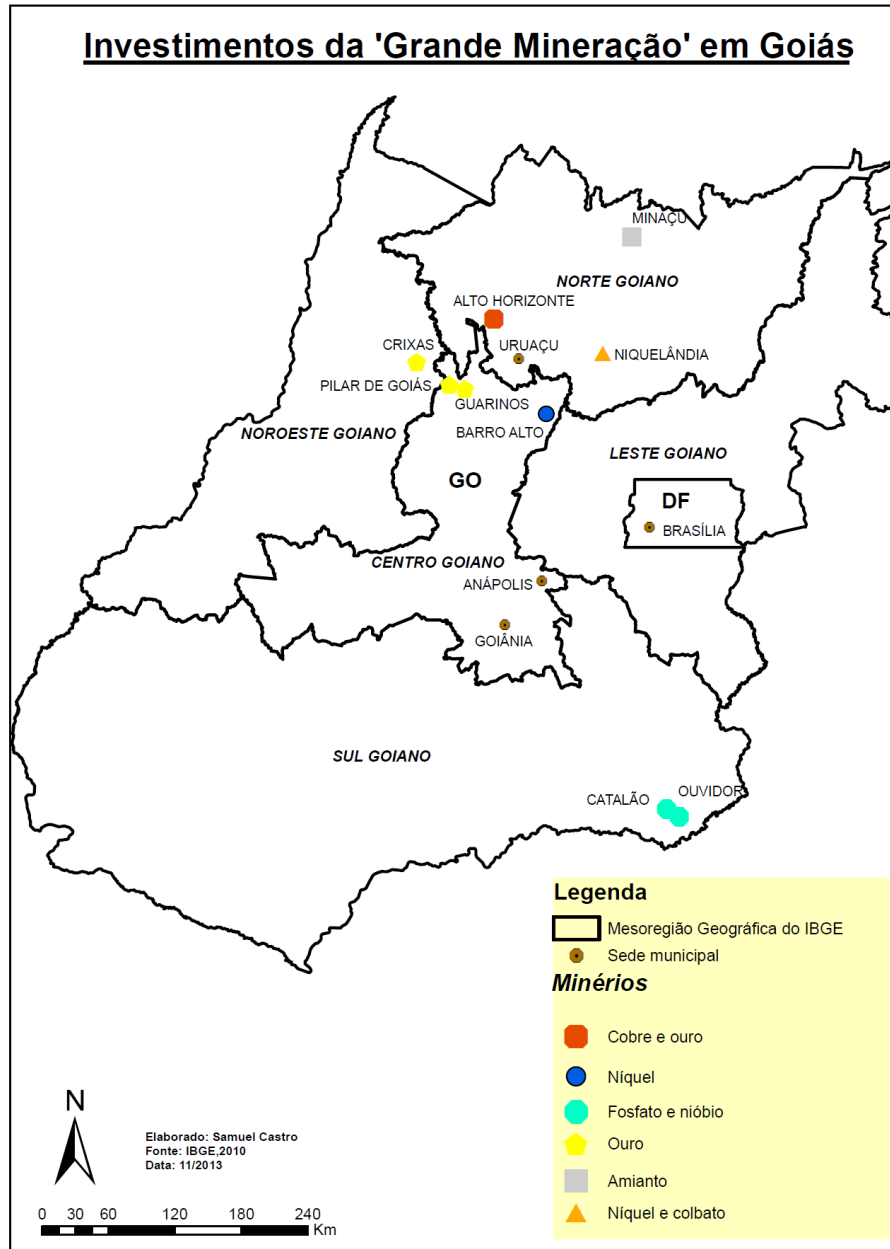 Investimentos da 'Grande Mineração' em Goiás
MINAÇU
NORTE GOIANO
ALTO HORIZONTE
CRIXAS
URUAÇU
NIQUELÂNDIA
PILAR DE GOIÁS
GUARINOS
NOROESTE GOIANO
BARRO ALTO
LESTE GOIANO
GO
DF
BRASÍLIA
CENTRO GOIANO
ANÁPOLIS
GOIÂNIA
SUL GOIANO
CATALÃO
OUVIDOR
Legenda
Mesoregião Geográfica do IBGE
Sede municipal
Minérios
Cobre e ouro
Níquel
Fosfato e nióbio
Ouro
Amianto
Níquel e colbato
N
Elaborado: Samuel Castro
Fonte: IBGE,2010
Data: 11/2013
0 30 60 120 180 240
Km